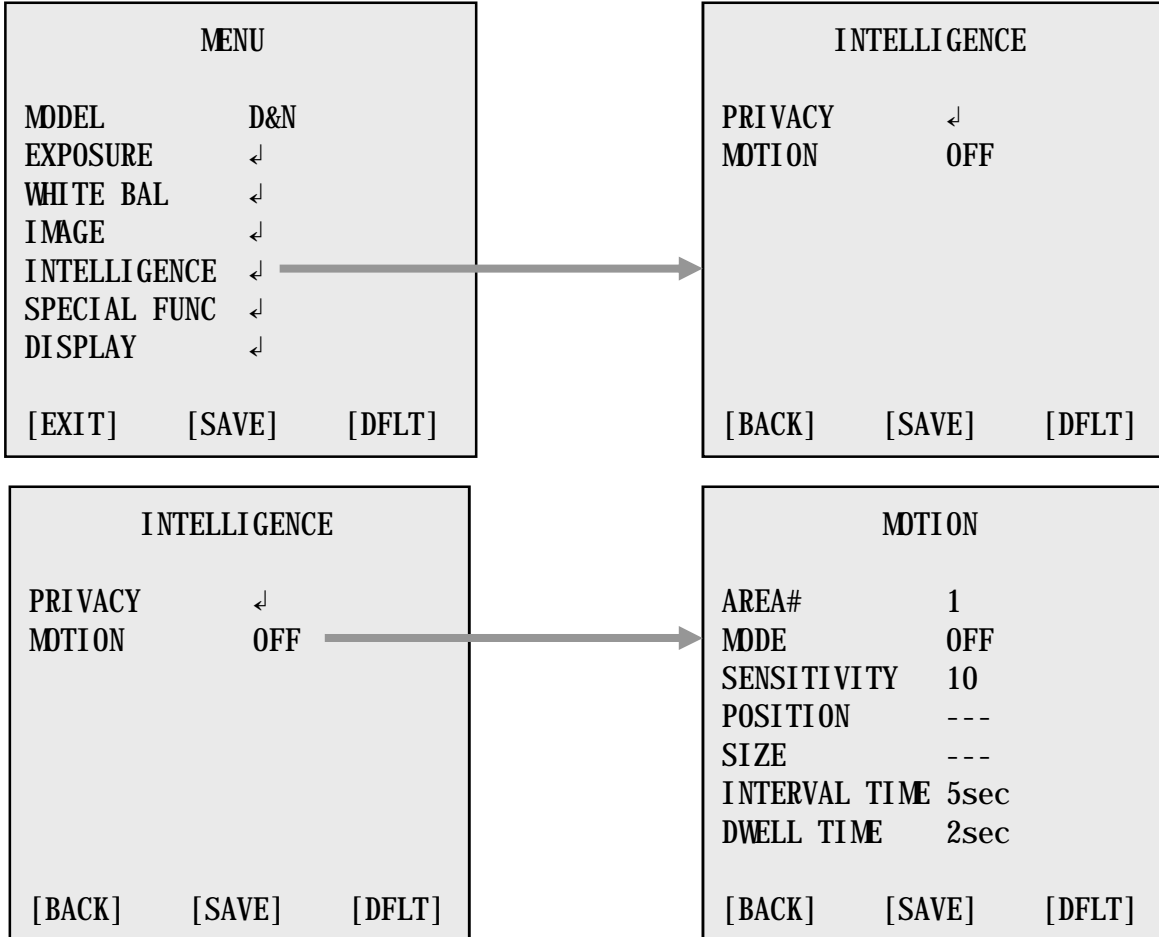 MENU
MODEL D&N
EXPOSURE ↲
WHITE BAL ↲
IMAGE ↲
INTELLIGENCE ↲
SPECIAL FUNC ↲
DISPLAY ↲
[EXIT] [SAVE] [DFLT]
INTELLIGENCE
PRIVACY ↲
MOTION OFF
[BACK] [SAVE] [DFLT]
INTELLIGENCE
PRIVACY ↲
MOTION OFF
[BACK] [SAVE] [DFLT]
MOTION
AREA# 1
MODE OFF
SENSITIVITY 10
POSITION ---
SIZE ---
INTERVAL TIME 5sec
DWELL TIME 2sec
[BACK] [SAVE] [DFLT]